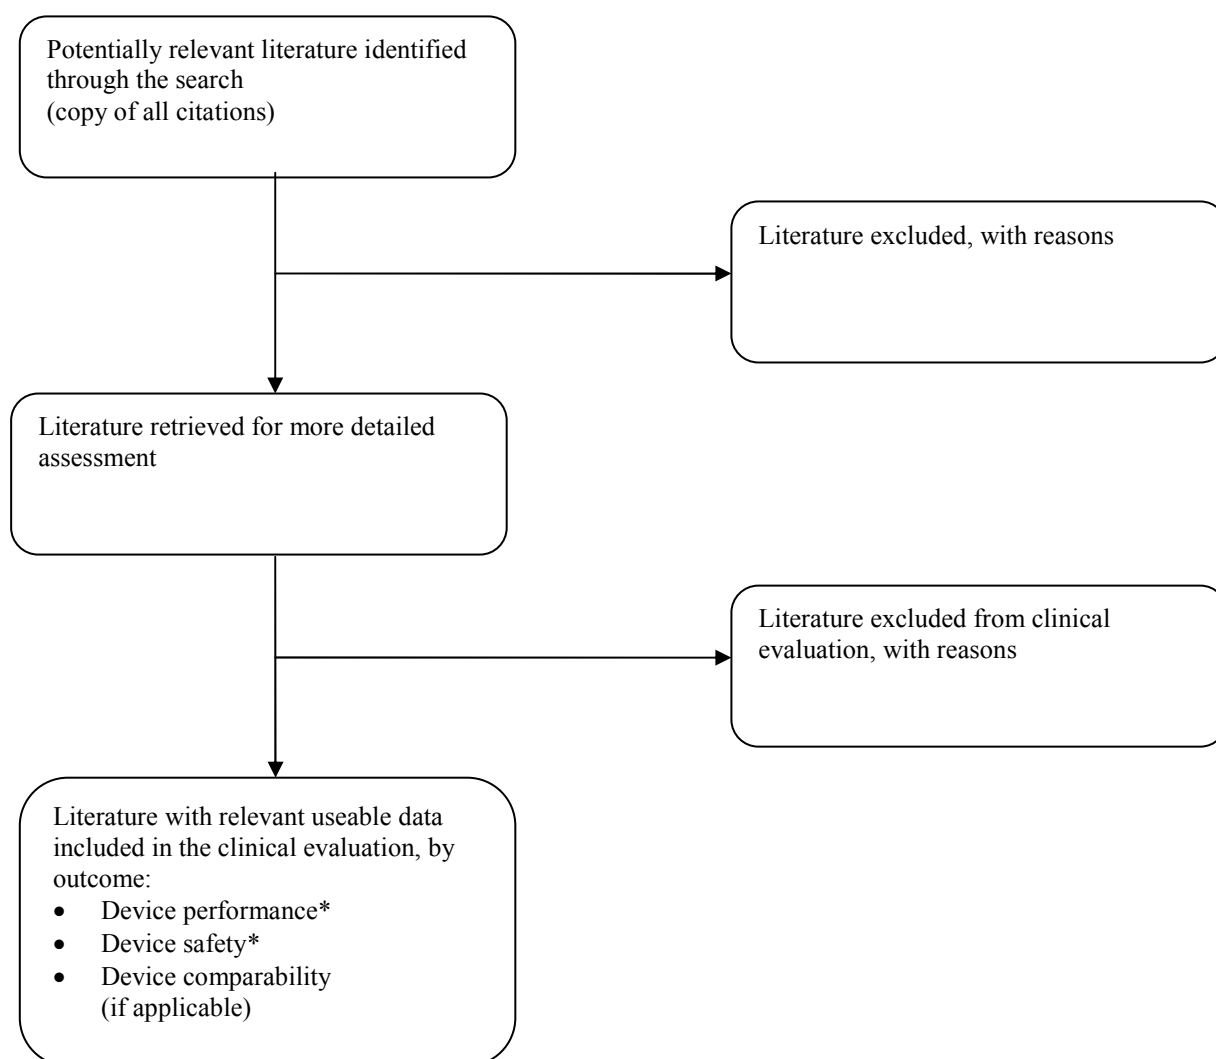 Potentially relevant literature identified
through the search
(copy of all citations)
Literature excluded, with reasons
Literature retrieved for more detailed
assessment
Literature excluded from clinical
evaluation, with reasons
Literature with relevant useable data
included in the clinical evaluation, by
outcome:
• Device performance*
• Device safety*
• Device comparability
(if applicable)